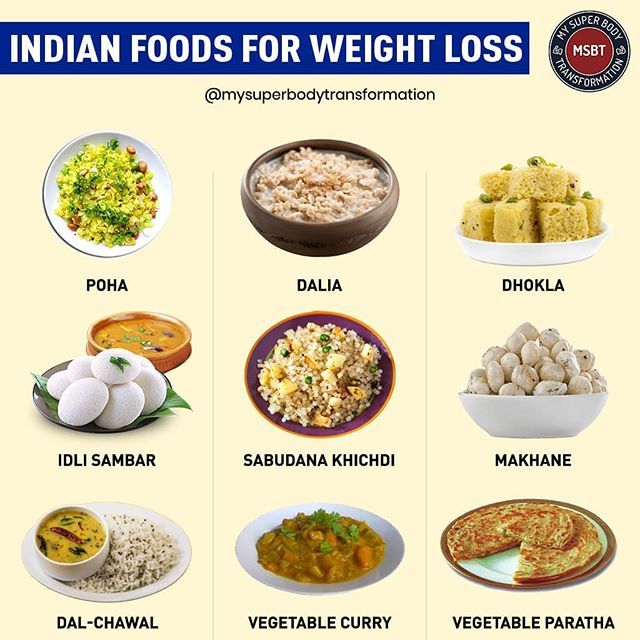 INDIAN FOODS FOR WEIGHT LOSS
MY SUPER BODY
MSBT
TRANSFORMATION
@mysuperbodytransformation
POHA
DALIA
DHOKLA
IDLI SAMBAR
SABUDANA KHICHDI
MAKHANE
DAL-CHAWAL
VEGETABLE CURRY
VEGETABLE PARATHA